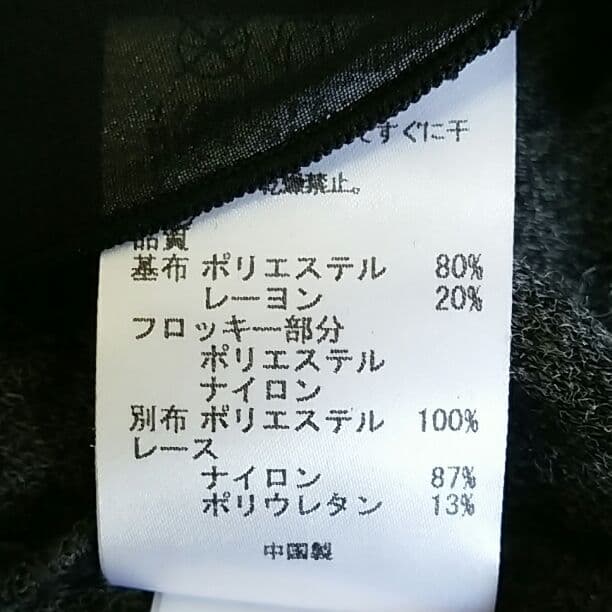 てすぐに干
乾燥禁止。
品質
基布 ポリエステル 80%
レーヨン 20%
フロッキー部分
ポリエステル
ナイロン
別布 ポリエステル 100%
レース
ナイロン 87%
ポリウレタン 13%
中国製